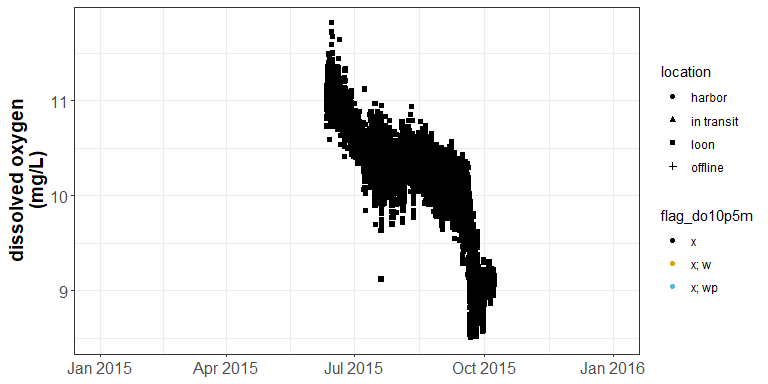 dissolved oxygen
(mg/L)
11
10
9
Jan 2015
Apr 2015
Jul 2015
Oct 2015
Jan 2016
location
harbor
in transit
loon
offline
flag_do10p5m
x
x; w
x; wp